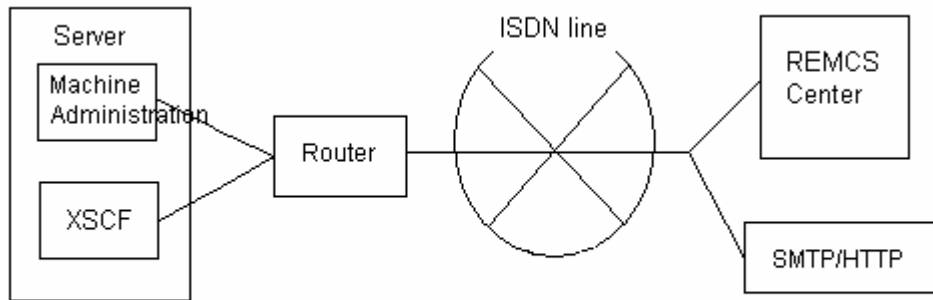 ISDN line
Server
Machine
Administration
XSCF
Router
REMCS
Center
SMTP/HTTP